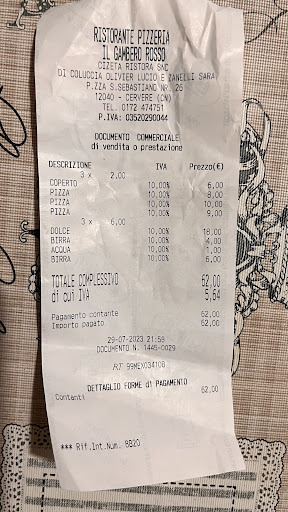 RISTORANTE PIZZERIA
IL GAMBERO ROSSO
CIZETA RISTORA SNC
DI COLUCCIA OLIVIER LUCIO E ZANELLI SARA
P.ZZA S.SEBASTIANO NR. 26
12040 - CERVERE (CN)
TEL. 0172 474751
P.IVA: 03520290044
DOCUMENTO COMMERCIALE
di vendita o prestazione
DESCRIZIONE IVA Prezzo(€)
3 x 2,00
COPERTO 10,00% 6,00
PIZZA 10,00% 8,00
PIZZA 10,00% 10,00
PIZZA 10,00% 9,00
3 x 6,00
DOLCE 10,00% 18,00
BIRRA 10,00% 4,00
ACQUA 10,00% 1,00
BIRRA 10,00% 6,00
TOTALE COMPLESSIVO 62,00
di cui IVA 5,64
Pagamento contante 62,00
Importo pagato 62,00
29-07-2023 21:58
DOCUMENTO N. 1445-0029
RT 99MEX034108
DETTAGLIO FORME di PAGAMENTO
Contanti 62,00
*** Rif.Int.Num. 8820